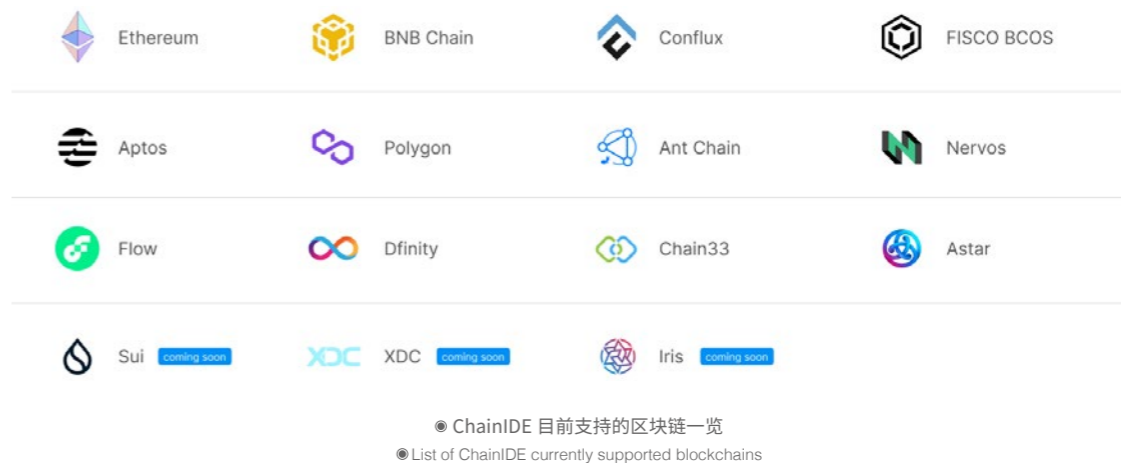 Ethereum BNB Chain Conflux FISCO BCOS
Aptos Polygon Ant Chain Nervos
Flow Dfinity Chain33 Astar
Sui coming soon XDC XDC coming soon Iris coming soon
◉ ChainIDE 目前支持的区块链一览
◉ List of ChainIDE currently supported blockchains